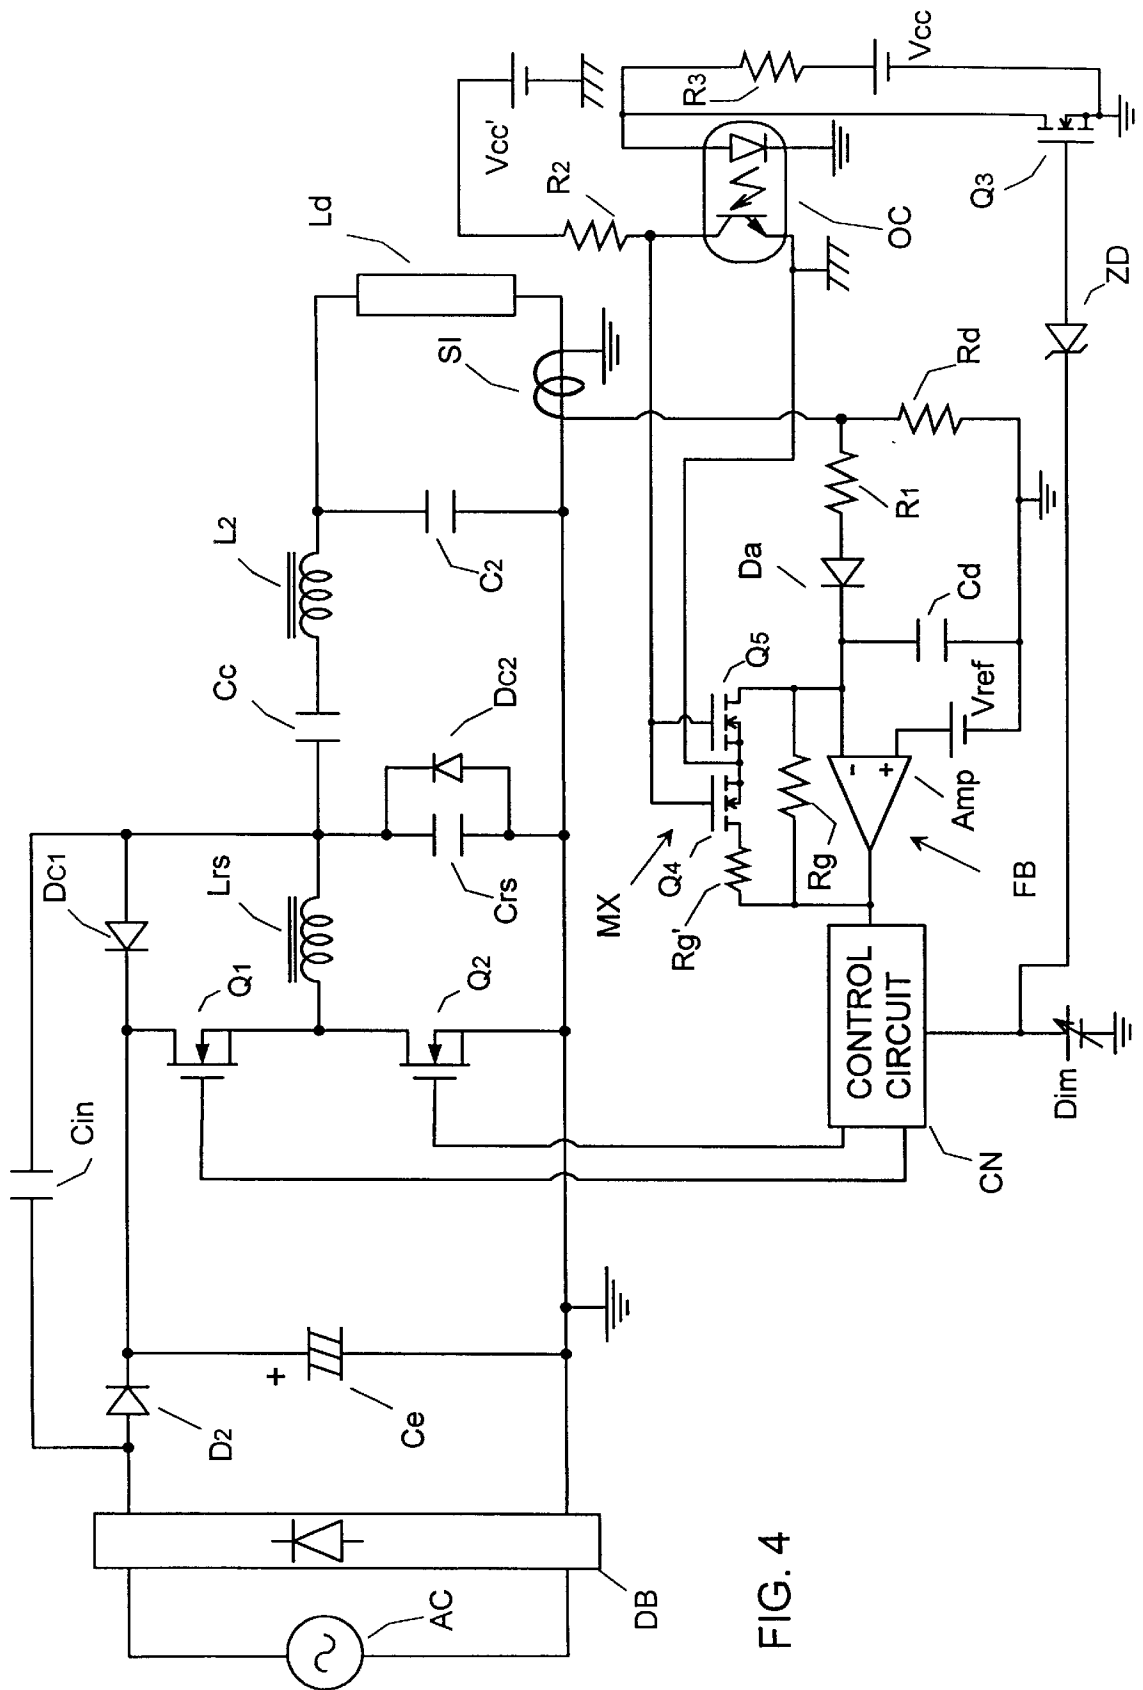 Cin
DC1
Lrs
Q1
Q2
D2
+
Ce
AC
DB
Cc
L2
Ld
DC2
Crs
C2
SI
Vcc'
R2
R3
Vcc
OC
Q3
ZD
Rd
R1
Da
Cd
Q5
Vref
-
+
Amp
MX
Q4
Rg
Rg'
FB
CONTROL
CIRCUIT
CN
Dim
FIG. 4